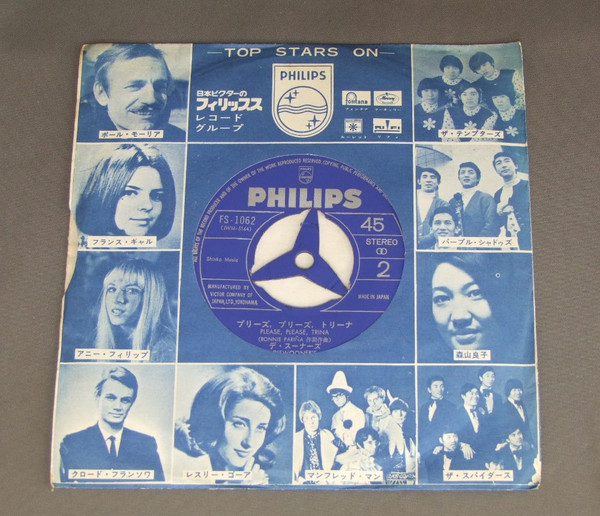 TOP STARS ON
日本ビクターの
フィリップス
レコード
グループ
PHILIPS
fontana
Mercury
ポール・モーリア
ザ・テンプターズ
フランス・ギャル
パープル・シャドウズ
アニー・フィリップ
森山良子
クロード・フランソワ
レスリー・ゴーア
マンフレッド・マン
ザ・スパイダース
PHILIPS
PHILIPS
FS-1062
45
STEREO
2
Shinko Music
MANUFACTURED BY
VICTOR COMPANY OF
JAPAN, LTD., YOKOHAMA
MADE IN JAPAN
プリーズ, プリーズ, トリーナ
PLEASE, PLEASE, TRINA
デ・スーナーズ